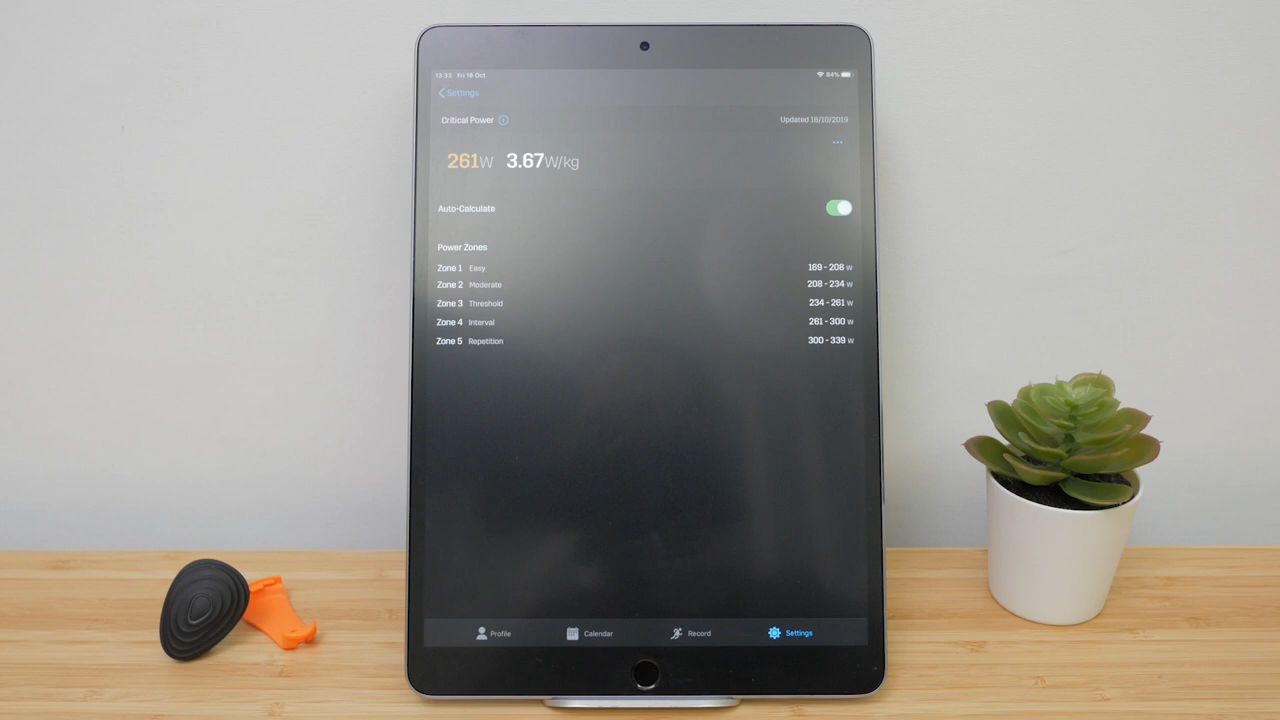 13:33 Fri 18 Oct 84%
Settings
Critical Power Updated 18/10/2019
261W 3.67W/kg
Auto-Calculate
Power Zones
Zone 1 Easy 169 - 208 W
Zone 2 Moderate 208 - 234 W
Zone 3 Threshold 234 - 261 W
Zone 4 Interval 261 - 300 W
Zone 5 Repetition 300 - 339 W
Profile Calendar Record Settings